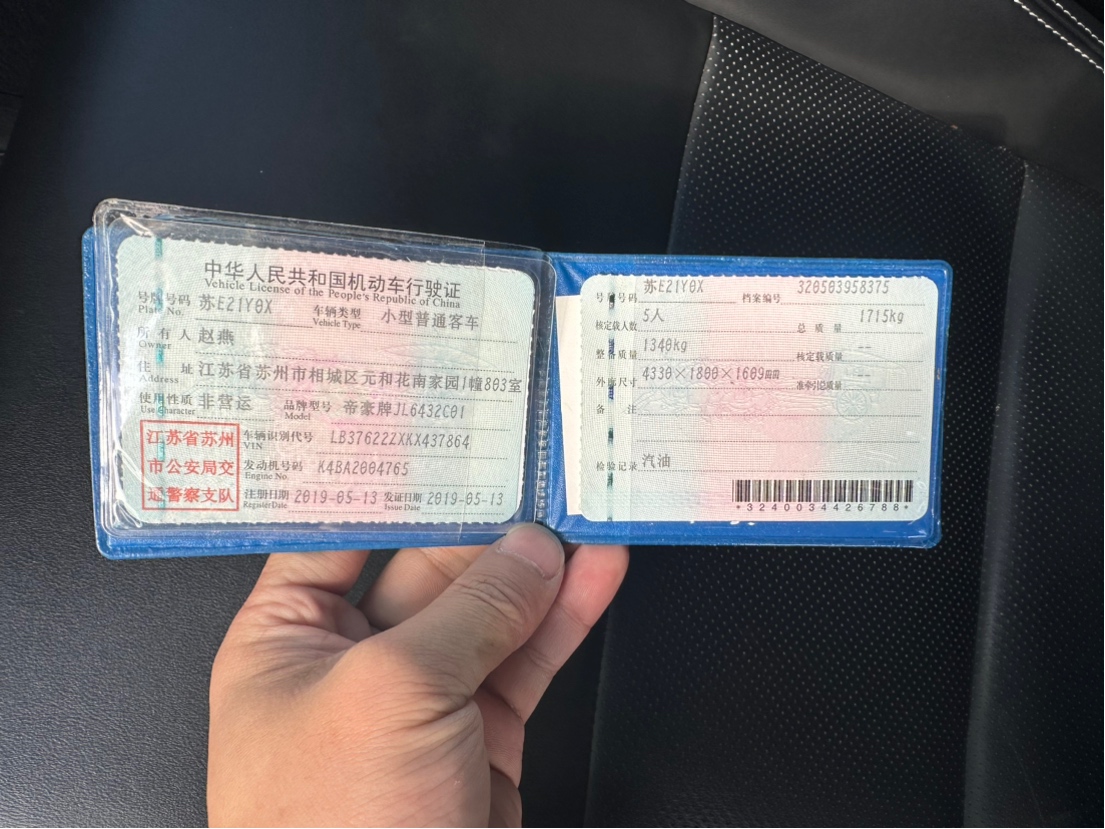 中华人民共和国机动车行驶证
Vehicle License of the People's Republic of China
号牌号码 苏E21Y0X 车辆类型 小型普通客车
Plate No. Vehicle Type
所有人 赵燕
Owner
住址 江苏省苏州市相城区元和花南家园1幢803室
Address
使用性质 非营运 品牌型号 帝豪牌JL6432C01
Use Character Model
江苏省苏州
市公安局交
通警察支队
车辆识别代号 LB37622ZXKX437864
VIN
发动机号码 K4BA2004765
Engine No.
注册日期 2019-05-13 发证日期 2019-05-13
Register Date Issue Date
号牌号码 苏E21Y0X 档案编号 320503958375
核定载人数 5人 总质量 1715kg
整备质量 1340kg 核定载质量 --
外廓尺寸 4330×1800×1609mm 准牵引总质量 --
备注
检验记录 汽油
*3240034426788*